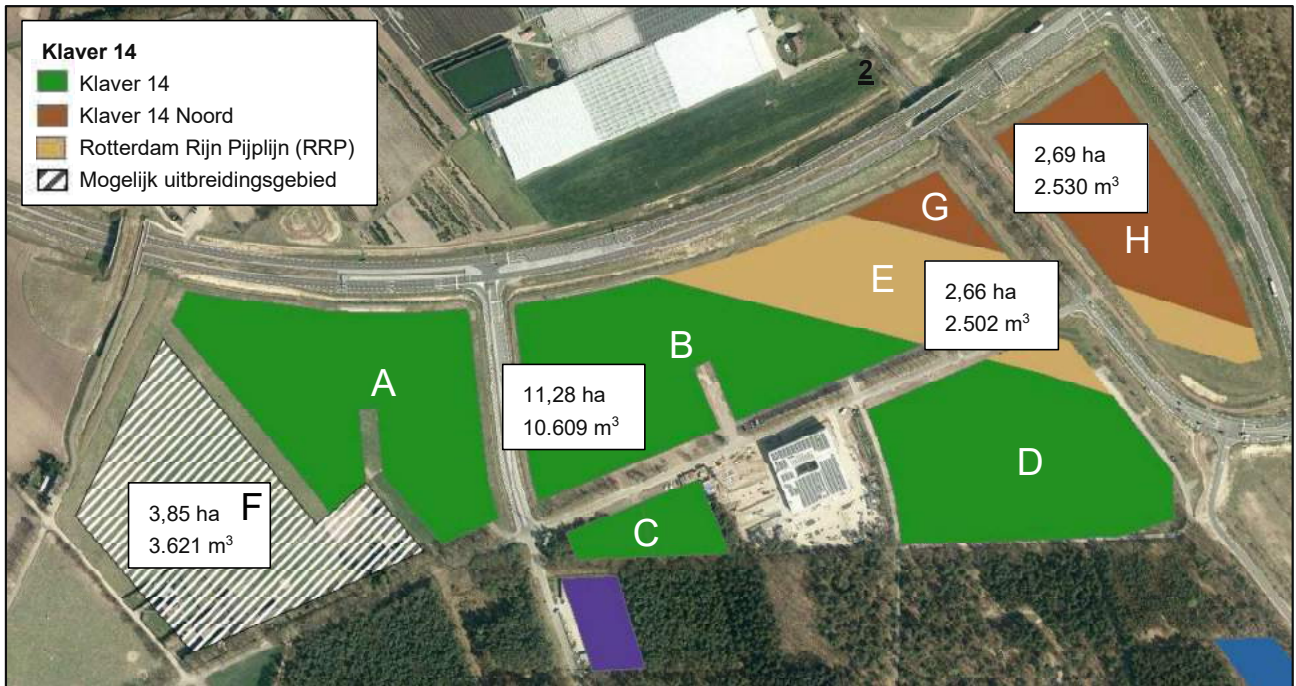 Klaver 14
Klaver 14
Klaver 14 Noord
Rotterdam Rijn Pijplijn (RRP)
Mogelijk uitbreidingsgebied
2
2,69 ha
2.530 m³
G
H
E
2,66 ha
2.502 m³
B
A
11,28 ha
10.609 m³
D
3,85 ha
3.621 m³
F
C